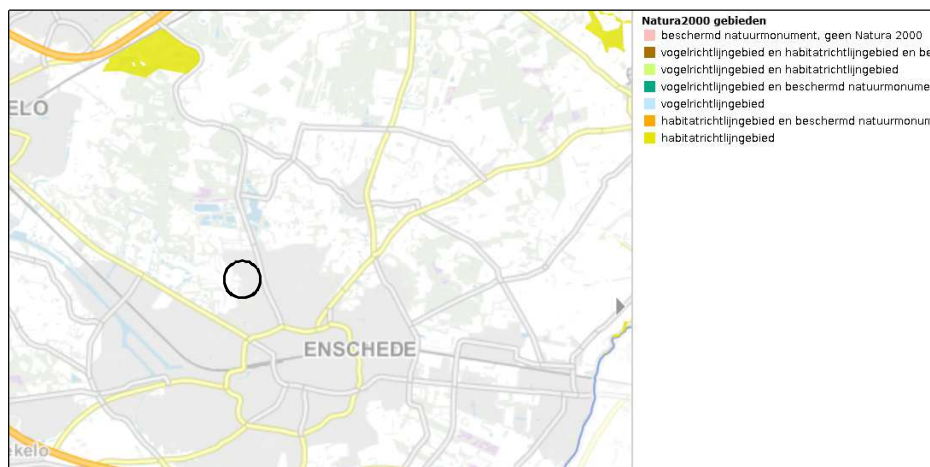 Natura2000 gebieden
beschermd natuurmonument, geen Natura 2000
vogelrichtlijngebied en habitatrichtlijngebied en be
vogelrichtlijngebied en habitatrichtlijngebied
vogelrichtlijngebied en beschermd natuurmonume
vogelrichtlijngebied
habitatrichtlijngebied en beschermd natuurmonum
habitatrichtlijngebied
ELO
ENSCHEDE
ekelo